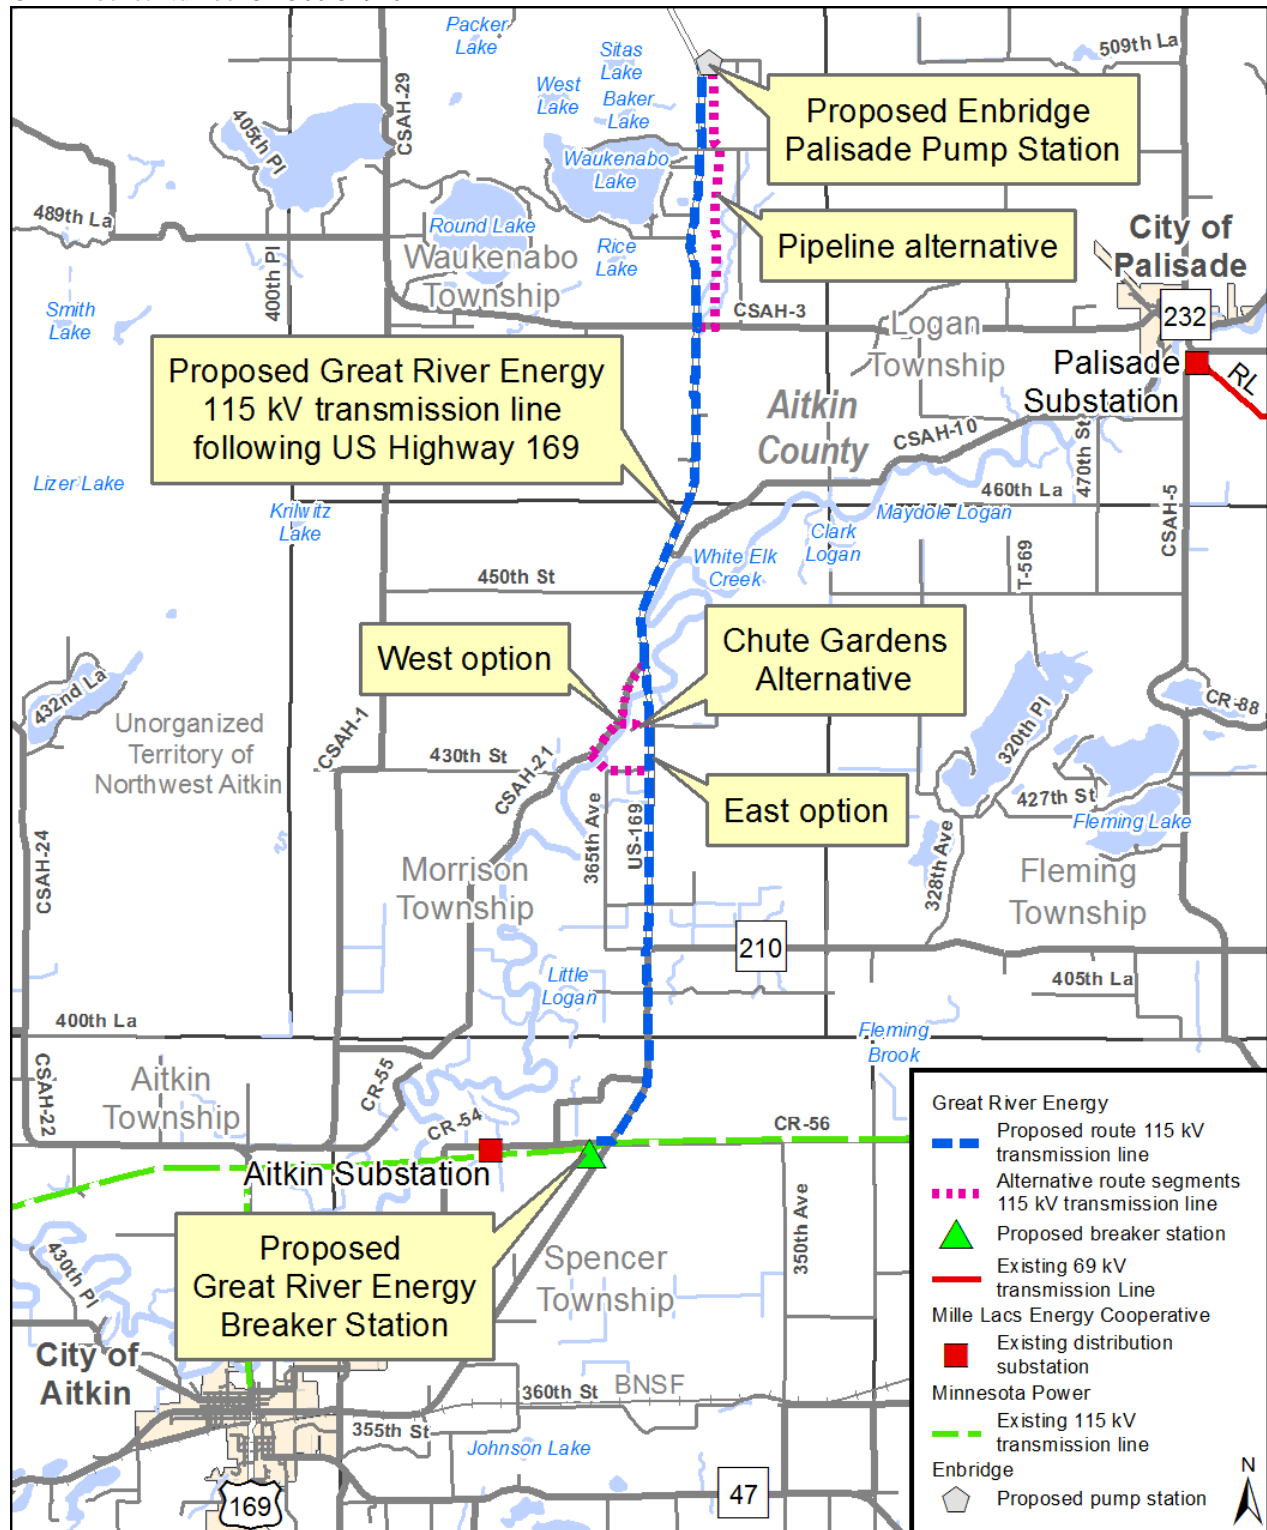 Packer
Lake
Sitas
Lake
509th La
CSAH-29
West
Lake
Baker
Lake
Proposed Enbridge
Palisade Pump Station
405th Pl
Waukenabo
Lake
489th La
Round Lake
Rice
Lake
Pipeline alternative
City of
Palisade
Waukenabo
Township
400th Pl
Smith
Lake
CSAH-3
Logan
Township
232
Palisade
Substation
RL
Proposed Great River Energy
115 kV transmission line
following US Highway 169
Aitkin
County
CSAH-10
470th St
Lizer Lake
Krilwitz
Lake
460th La
Maydole Logan
Clark
Logan
CSAH-5
White Elk
Creek
450th St
T-569
West option
Chute Gardens
Alternative
432nd La
Unorganized
Territory of
Northwest Aitkin
CSAH-1
430th St
CSAH-21
320th Pl
CR-88
East option
427th St
Fleming Lake
365th Ave
US-169
CSAH-24
Morrison
Township
328th Ave
Fleming
Township
210
Little
Logan
405th La
400th La
Fleming
Brook
CSAH-22
Aitkin
Township
CR-55
CR-54
CR-56
Aitkin Substation
Proposed
Great River Energy
Breaker Station
430th Pl
Spencer
Township
350th Ave
City of
Aitkin
360th St
BNSF
355th St
Johnson Lake
169
47
Great River Energy
Proposed route 115 kV
transmission line
Alternative route segments
115 kV transmission line
Proposed breaker station
Existing 69 kV
transmission Line
Mille Lacs Energy Cooperative
Existing distribution
substation
Minnesota Power
Existing 115 kV
transmission line
Enbridge
Proposed pump station
N